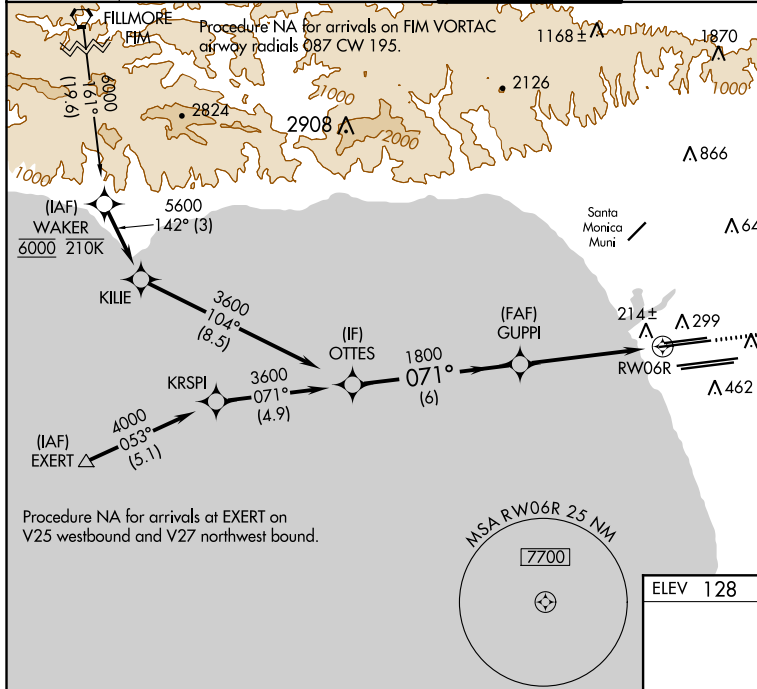 FILLMORE
FIM
Procedure NA for arrivals on FIM VORTAC
airway radials 087 CW 195.
1168 ±
1870
1000
6000
161°
(19.6)
2824
2908
1000
2000
2126
1000
866
(IAF)
WAKER
6000 210K
5600
142° (3)
Santa
Monica
Muni
64
KILIE
3600
104°
(8.5)
(IF)
OTTES
(FAF)
GUPPI
214 ±
299
RW06R
462
1800
071°
(6)
KRSPI
3600
071°
(4.9)
4000
053°
(5.1)
(IAF)
EXERT
Procedure NA for arrivals at EXERT on
V25 westbound and V27 northwest bound.
MSA RW06R 25 NM
7700
ELEV 128